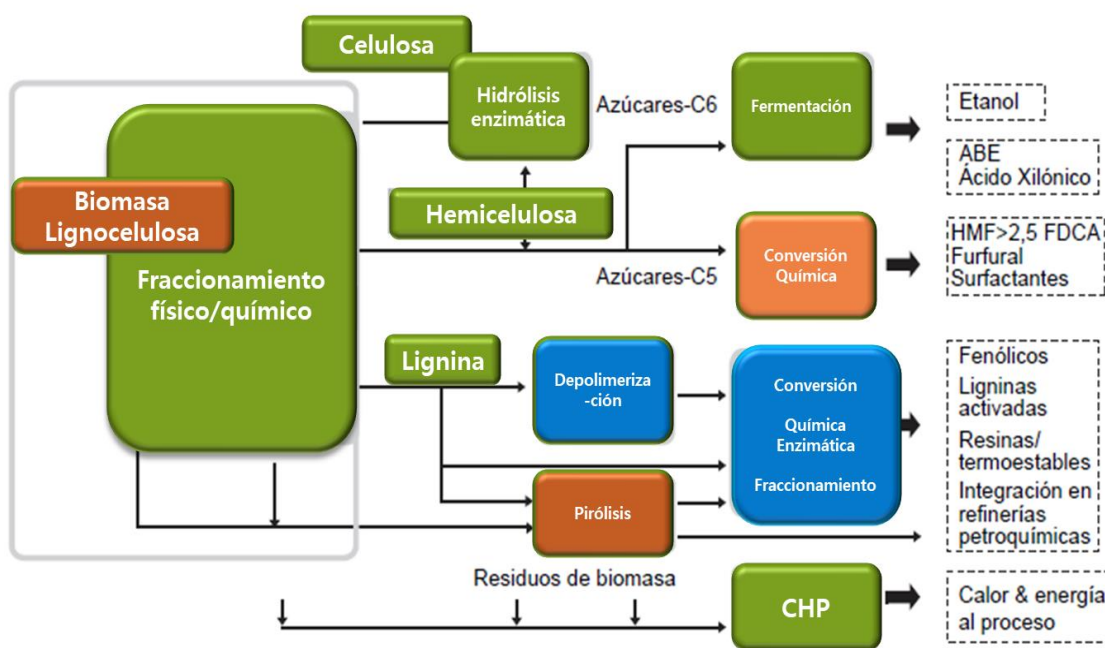 Celulosa
Hidrólisis
enzimática
Azúcares-C6
Fermentación
Etanol
ABE
Ácido Xilónico
Biomasa
Lignocelulosa
Hemicelulosa
Fraccionamiento
físico/químico
Azúcares-C5
Conversión
Química
HMF>2,5 FDCA
Furfural
Surfactantes
Lignina
Depolimeriza
-ción
Conversión
Química
Enzimática
Fraccionamiento
Fenólicos
Ligninas
activadas
Resinas/
termoestables
Integración en
refinerías
petroquímicas
Pirólisis
Residuos de biomasa
CHP
Calor & energía
al proceso